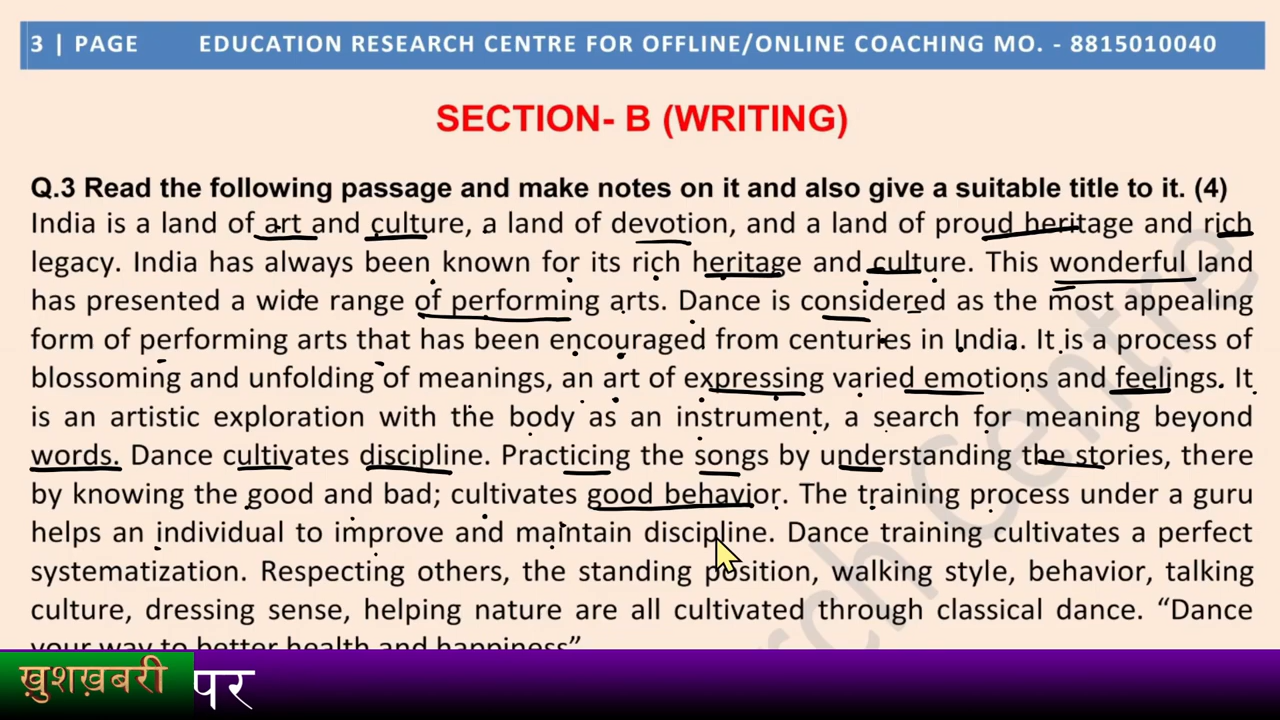 3 | PAGE EDUCATION RESEARCH CENTRE FOR OFFLINE/ONLINE COACHING MO. - 8815010040
SECTION- B (WRITING)
Q.3 Read the following passage and make notes on it and also give a suitable title to it. (4)
India is a land of art and culture, a land of devotion, and a land of proud heritage and rich
legacy. India has always been known for its rich heritage and culture. This wonderful land
has presented a wide range of performing arts. Dance is considered as the most appealing
form of performing arts that has been encouraged from centuries in India. It is a process of
blossoming and unfolding of meanings, an art of expressing varied emotions and feelings. It
is an artistic exploration with the body as an instrument, a search for meaning beyond
words. Dance cultivates discipline. Practicing the songs by understanding the stories, there
by knowing the good and bad; cultivates good behavior. The training process under a guru
helps an individual to improve and maintain discipline. Dance training cultivates a perfect
systematization. Respecting others, the standing position, walking style, behavior, talking
culture, dressing sense, helping nature are all cultivated through classical dance. “Dance
your way to better health and happiness”
rch Centre
ख़ुशख़बरी पर